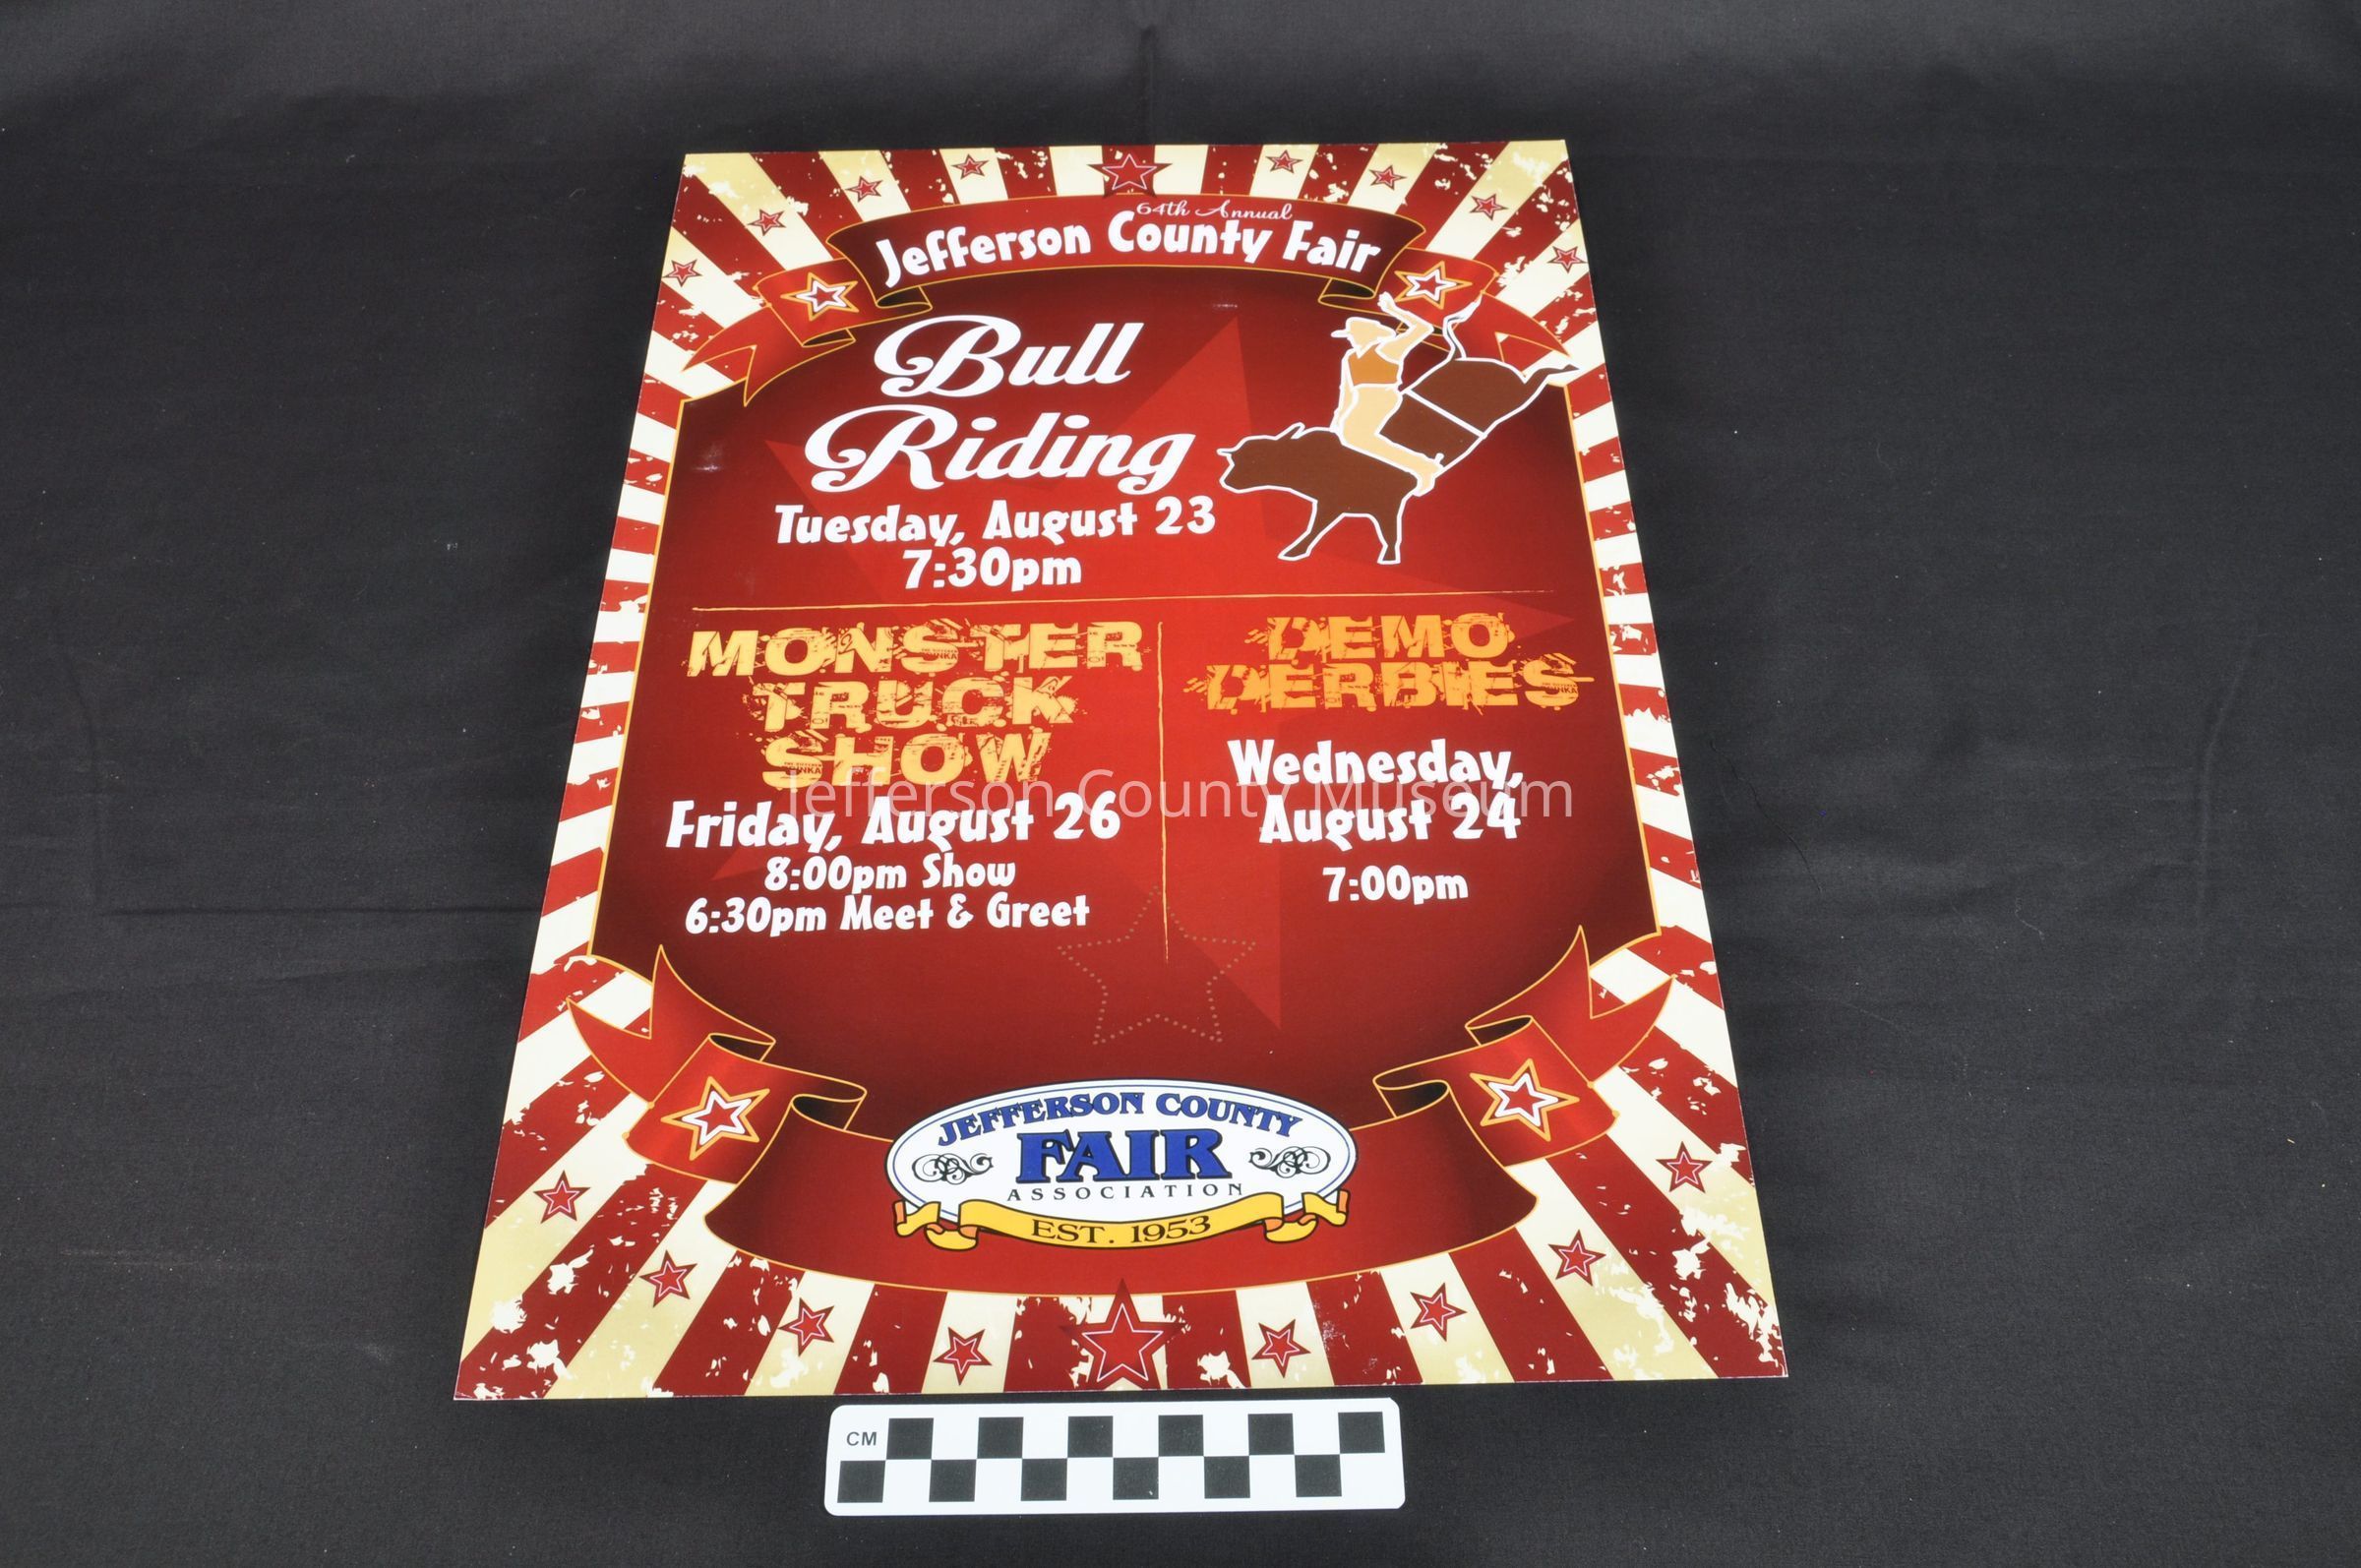 64th Annual
Jefferson County Fair
Bull
Riding
Tuesday, August 23
7:30pm
MONSTER
TRUCK
SHOW
Friday, August 26
8:00pm Show
6:30pm Meet & Greet
DEMO
DERBIES
Wednesday,
August 24
7:00pm
Jefferson County Museum
JEFFERSON COUNTY
FAIR
ASSOCIATION
EST. 1953
CM